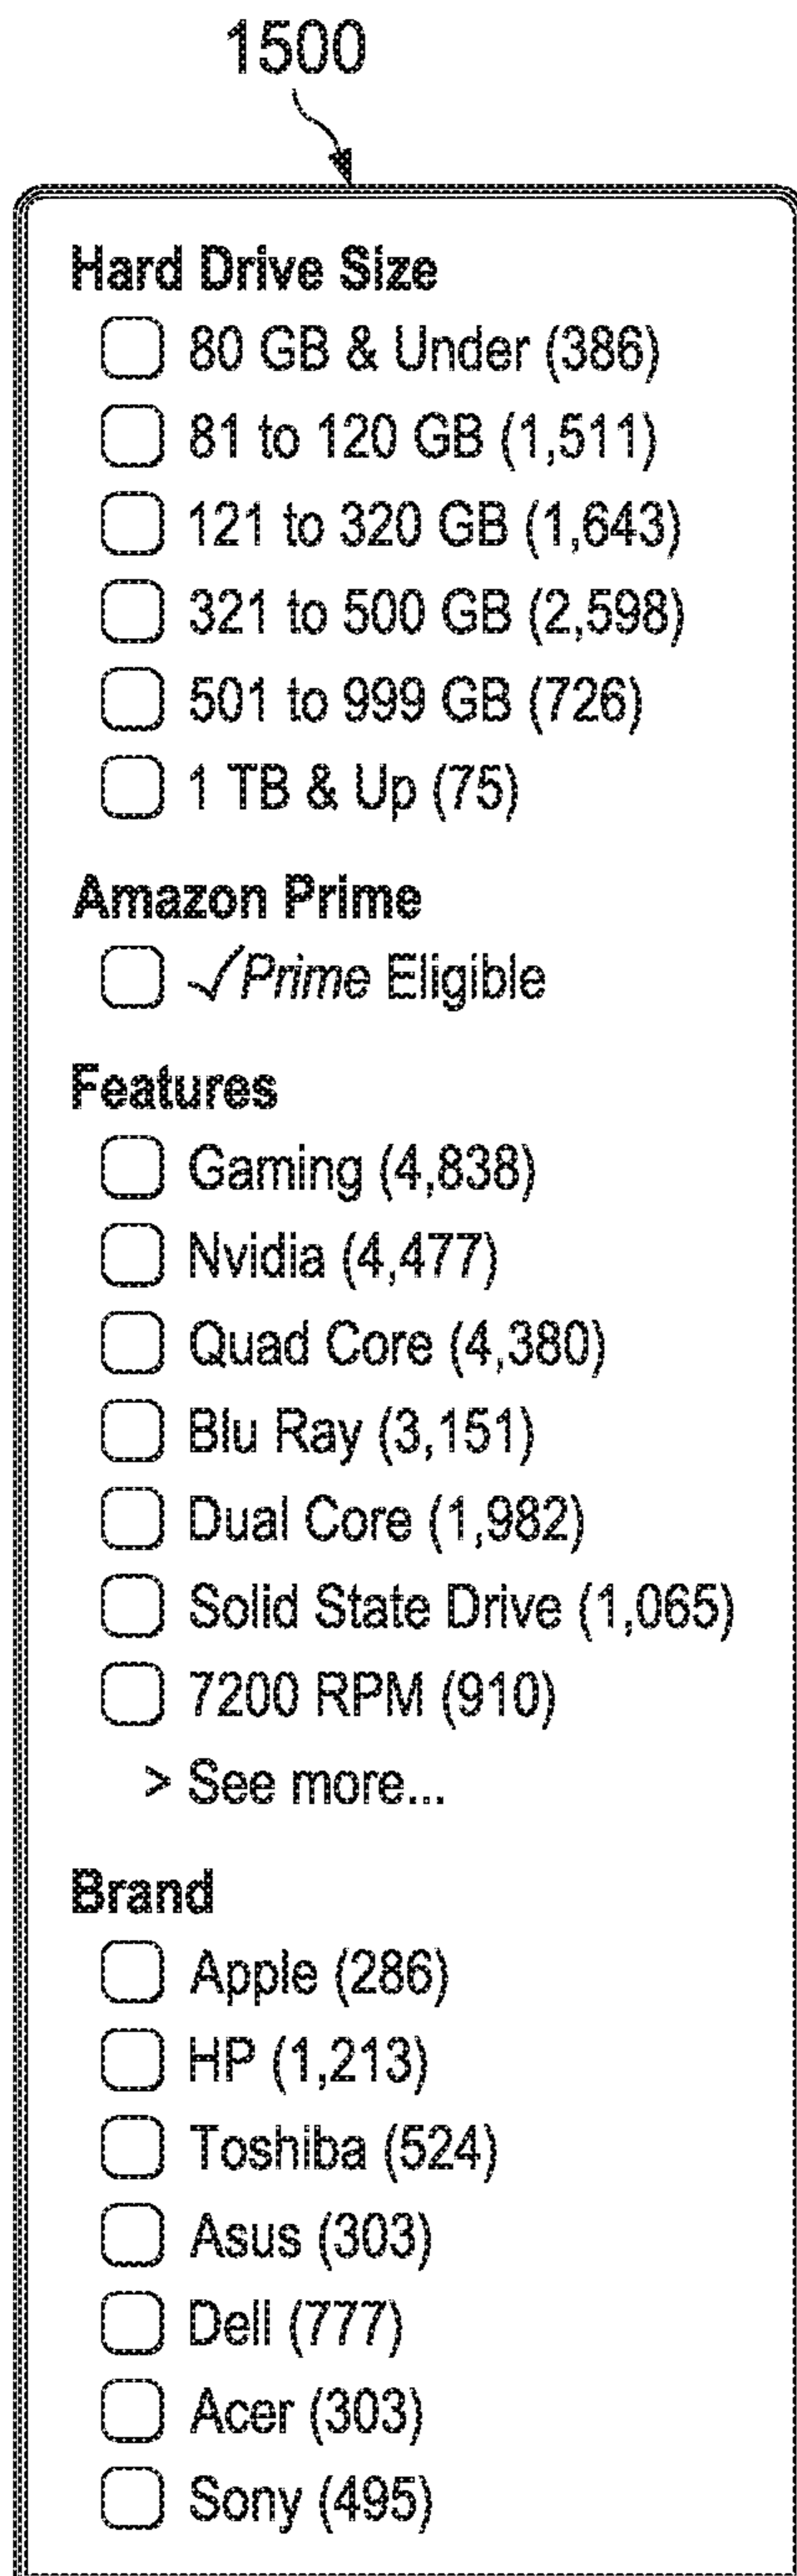 1500
Hard Drive Size
80 GB & Under (386)
81 to 120 GB (1,511)
121 to 320 GB (1,643)
321 to 500 GB (2,598)
501 to 999 GB (726)
1 TB & Up (75)
Amazon Prime
✓Prime Eligible
Features
Gaming (4,838)
Nvidia (4,477)
Quad Core (4,380)
Blu Ray (3,151)
Dual Core (1,982)
Solid State Drive (1,065)
7200 RPM (910)
> See more...
Brand
Apple (286)
HP (1,213)
Toshiba (524)
Asus (303)
Dell (777)
Acer (303)
Sony (495)